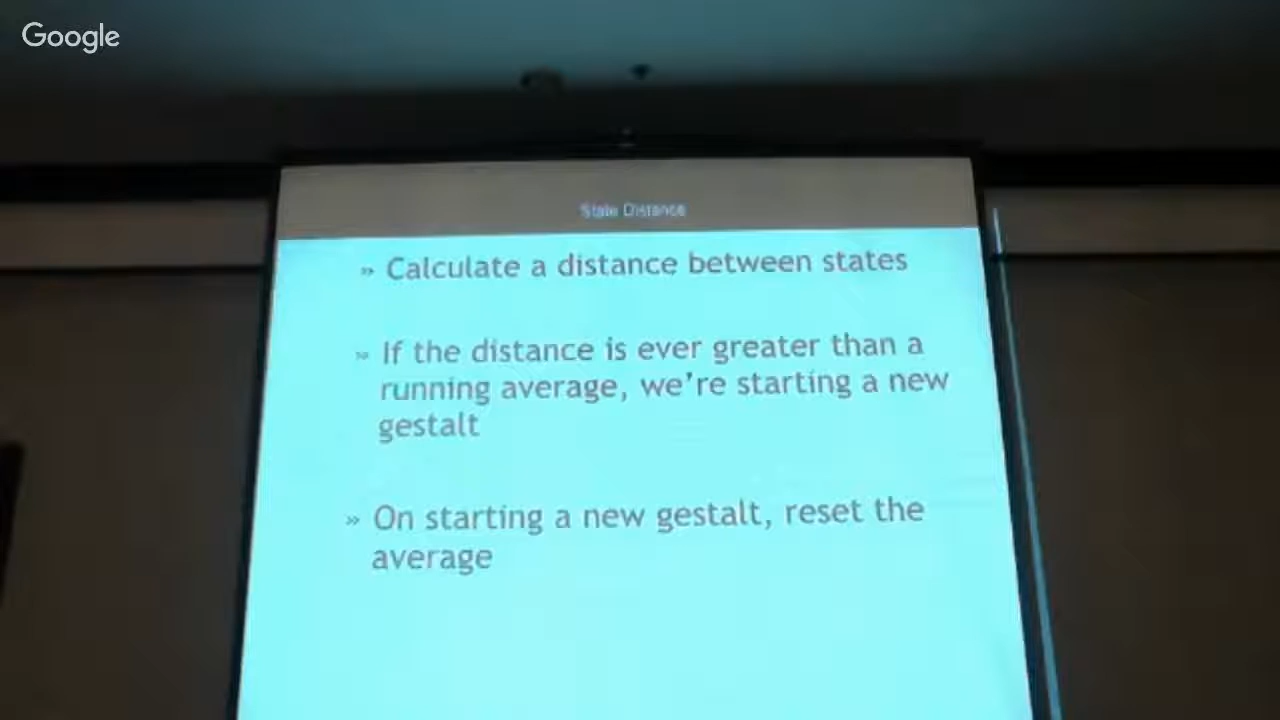 Google
State Distance
» Calculate a distance between states
» If the distance is ever greater than a
running average, we're starting a new
gestalt
» On starting a new gestalt, reset the
average